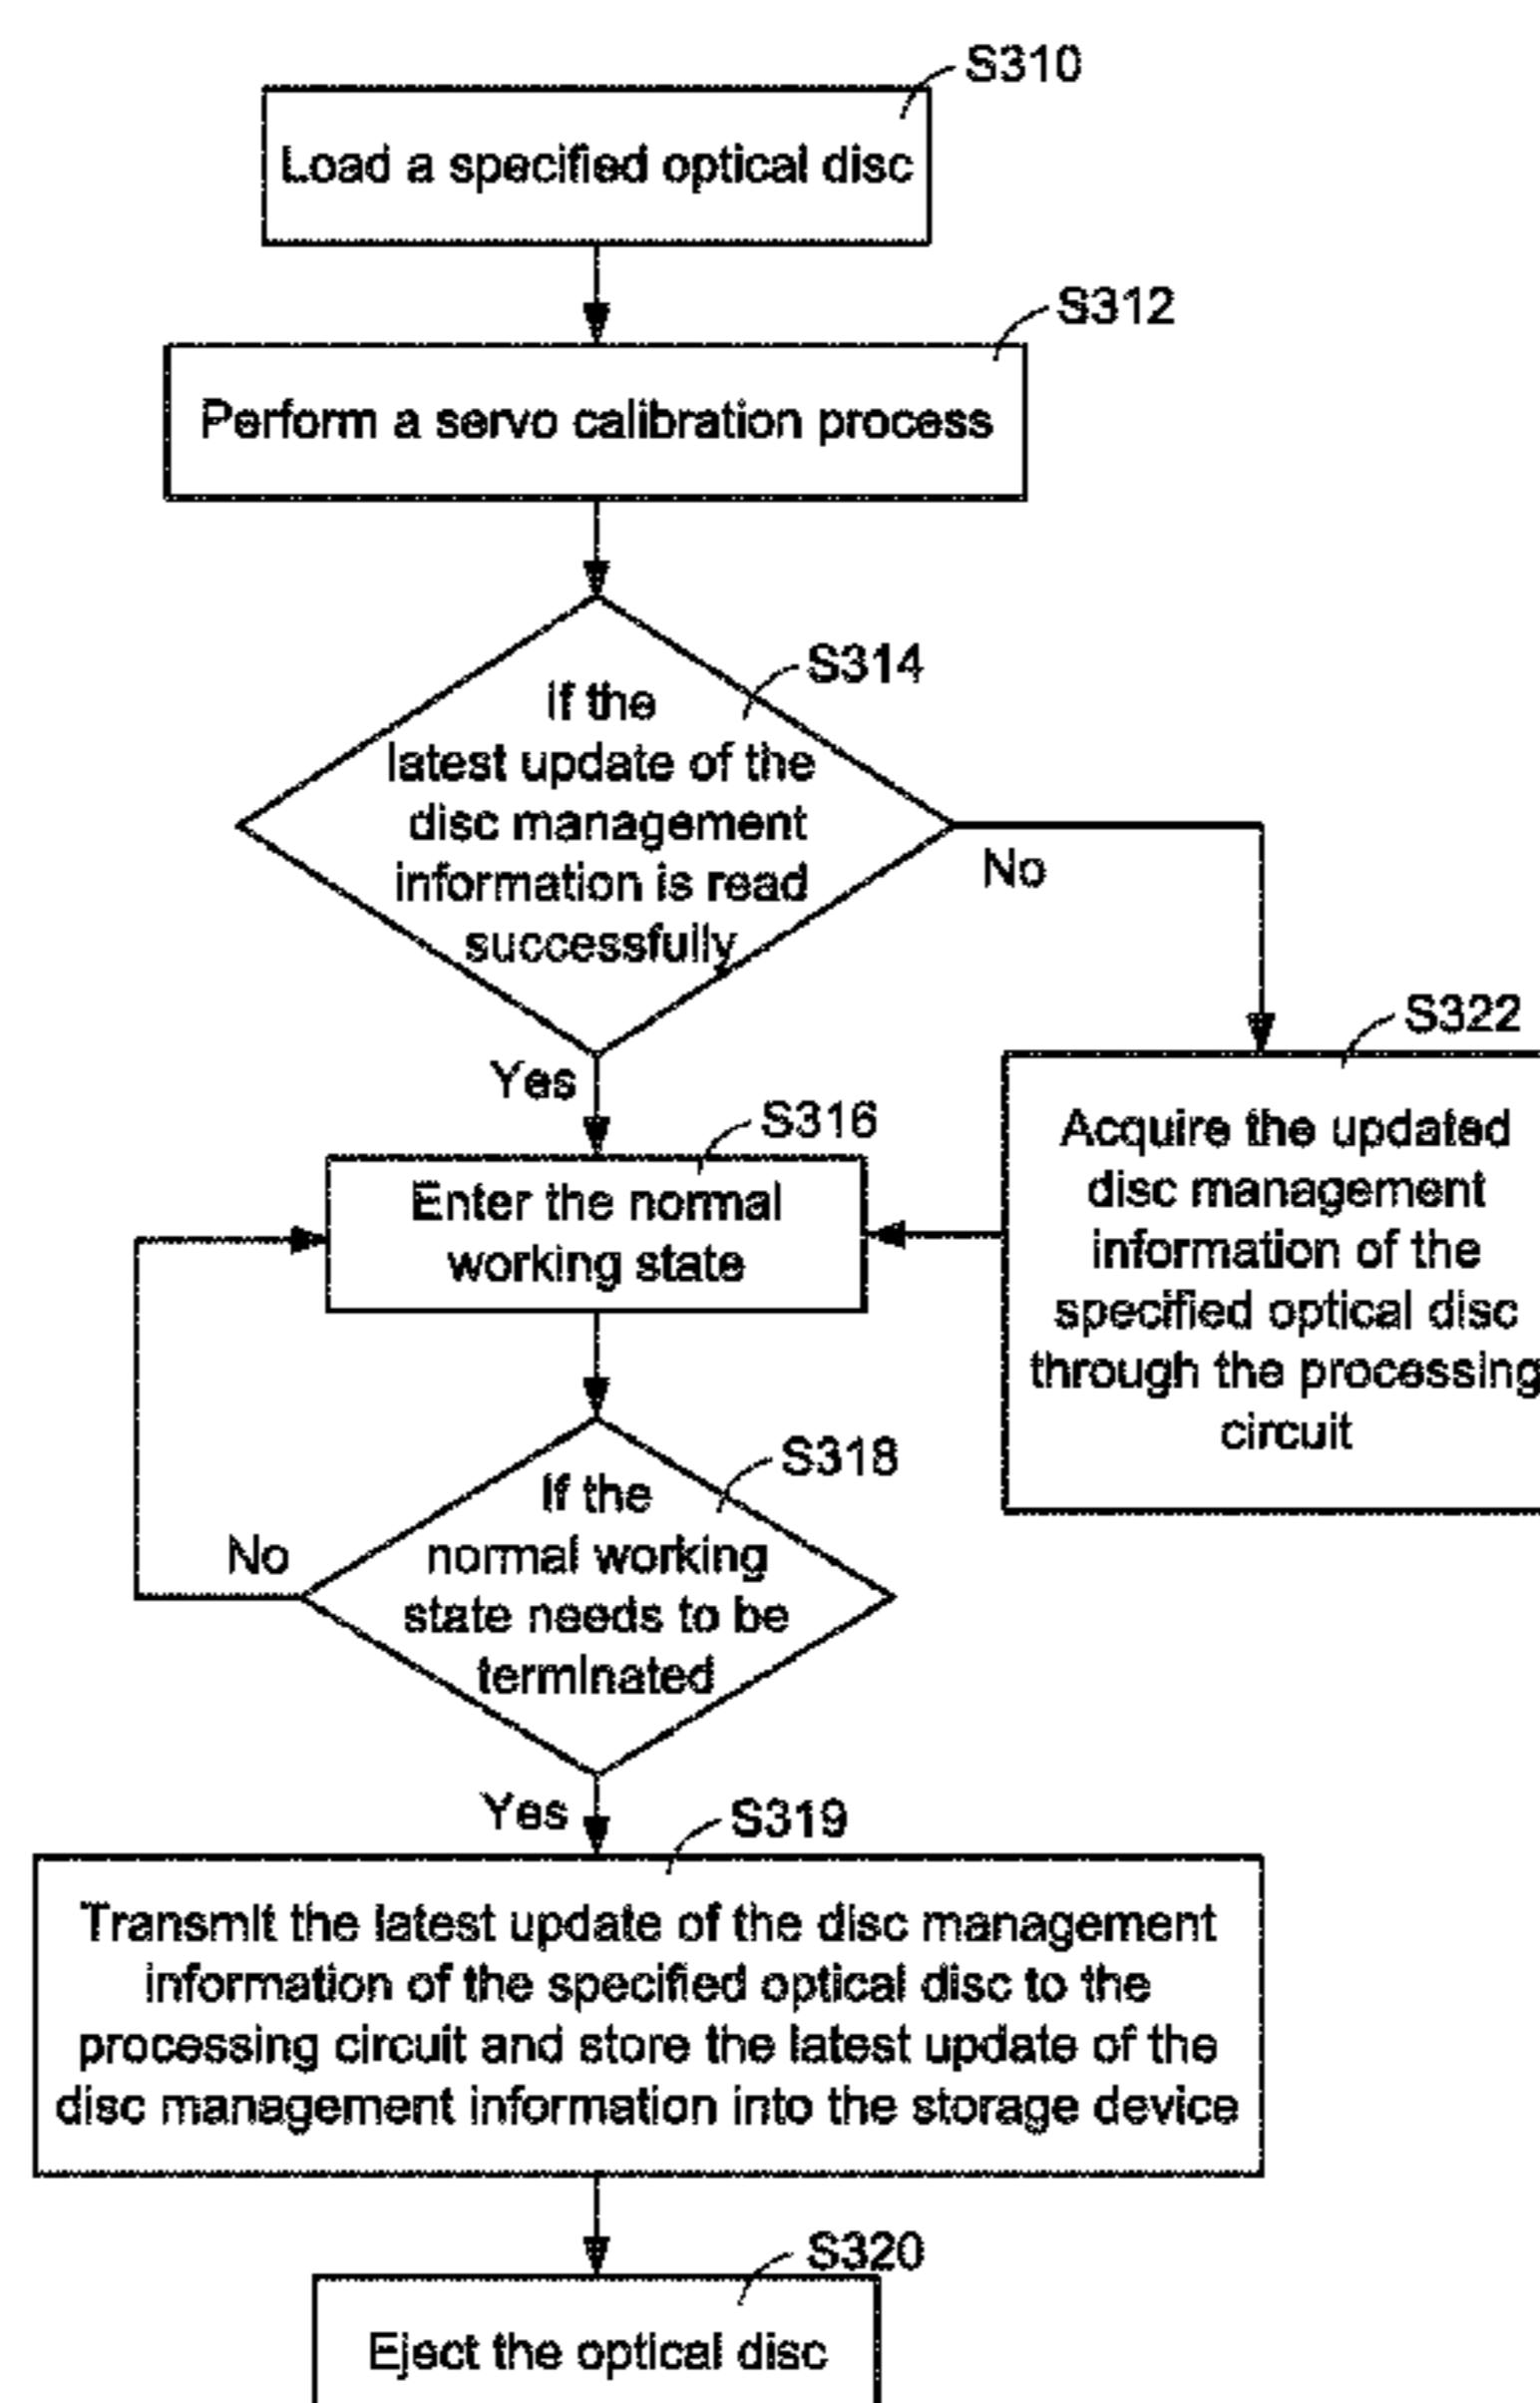 S310
Load a specified optical disc
S312
Perform a servo calibration process
S314
If the
latest update of the
disc management
information is read
successfully
No
Yes
S322
Acquire the updated
disc management
information of the
specified optical disc
through the processing
circuit
S316
Enter the normal
working state
S318
If the
normal working
state needs to be
terminated
No
Yes
S319
Transmit the latest update of the disc management
information of the specified optical disc to the
processing circuit and store the latest update of the
disc management information into the storage device
S320
Eject the optical disc